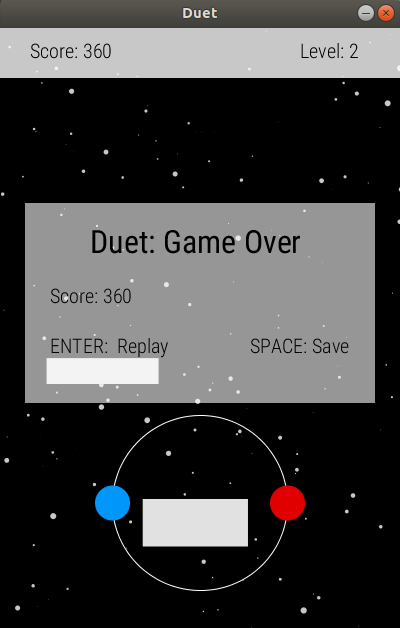 Duet
Score: 360 Level: 2
Duet: Game Over
Score: 360
ENTER: Replay SPACE: Save